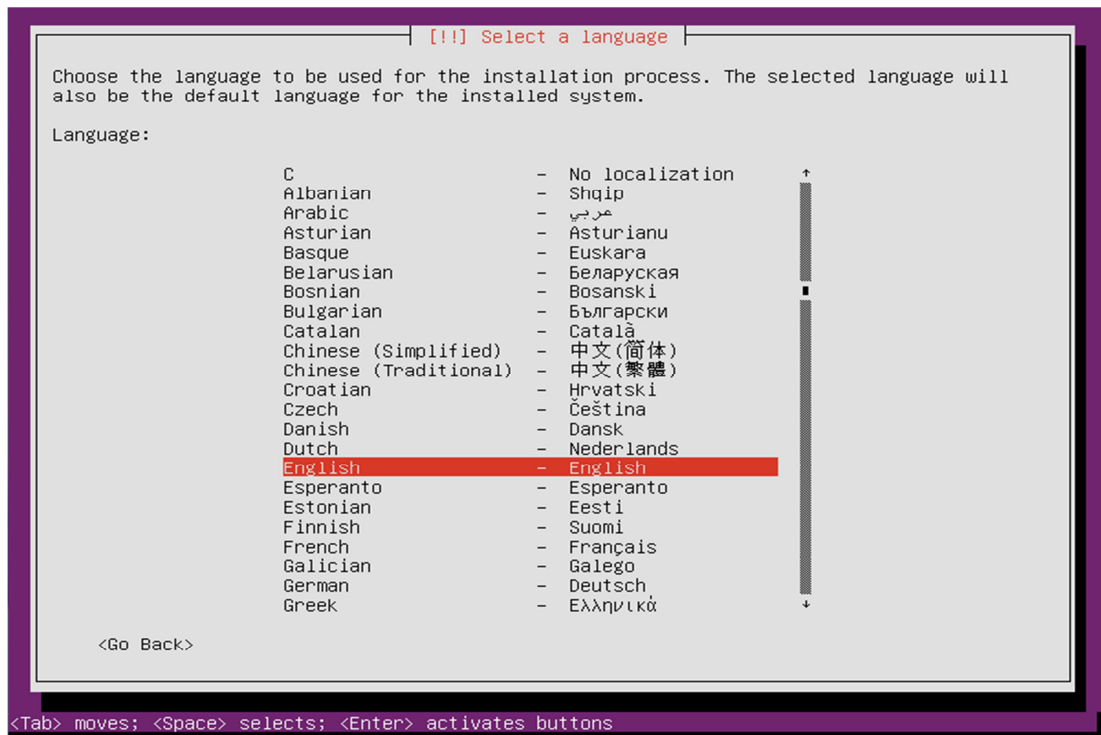 [!!] Select a language
Choose the language to be used for the installation process. The selected language will
also be the default language for the installed system.
Language:
C - No localization
Albanian - Shqip
Arabic - عربي
Asturian - Asturianu
Basque - Euskara
Belarusian - Беларуская
Bosnian - Bosanski
Bulgarian - Български
Catalan - Català
Chinese (Simplified) - 中文(简体)
Chinese (Traditional) - 中文(繁體)
Croatian - Hrvatski
Czech - Čeština
Danish - Dansk
Dutch - Nederlands
English - English
Esperanto - Esperanto
Estonian - Eesti
Finnish - Suomi
French - Français
Galician - Galego
German - Deutsch
Greek - Ελληνικά
<Go Back>
<Tab> moves; <Space> selects; <Enter> activates buttons